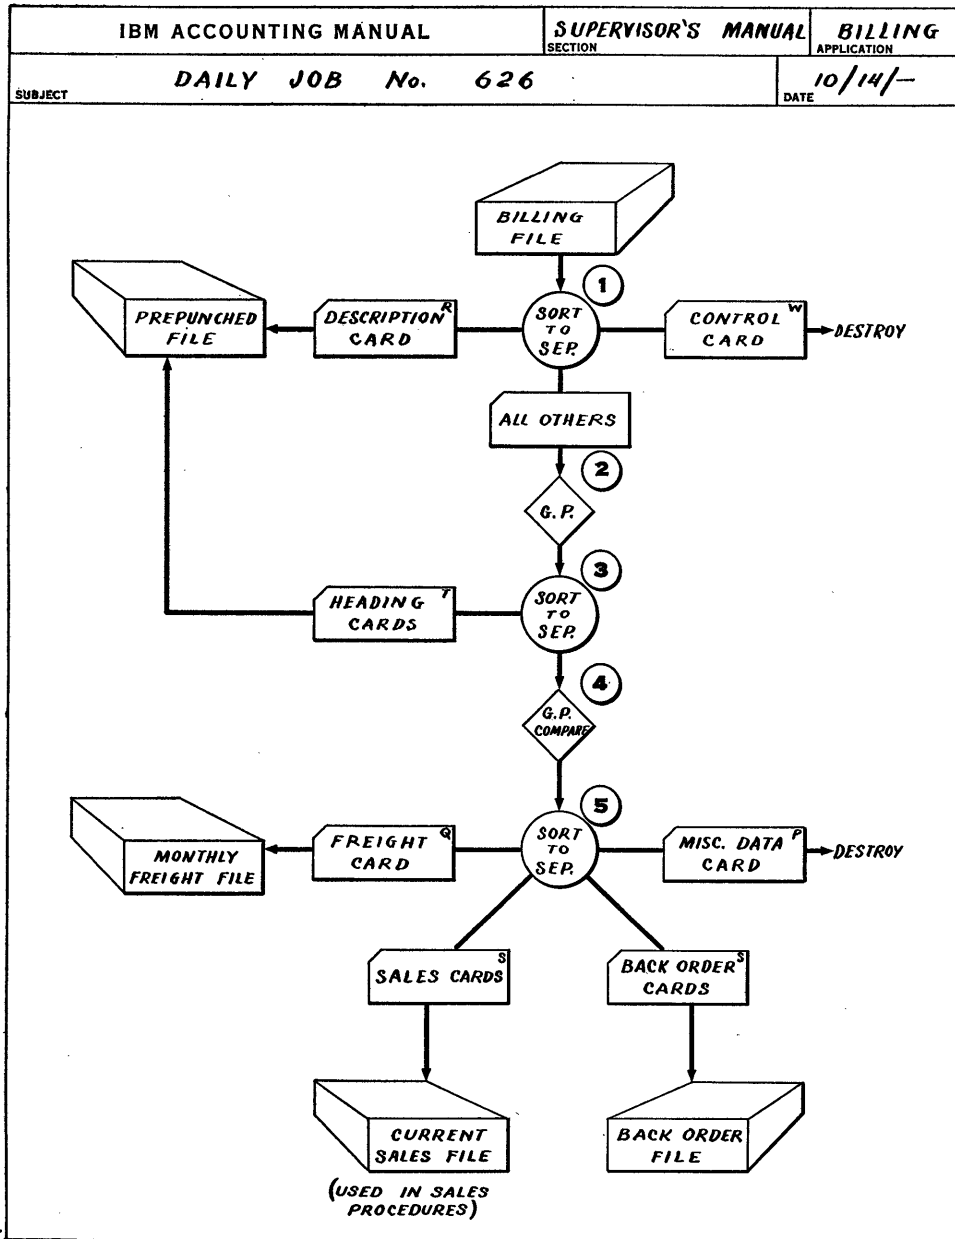 IBM ACCOUNTING MANUAL
SUPERVISOR'S MANUAL
SECTION
BILLING
APPLICATION
SUBJECT
DAILY JOB No. 626
DATE
10/14/—
BILLING
FILE
1
PREPUNCHED
FILE
DESCRIPTION R
CARD
SORT
TO
SEP.
CONTROL W
CARD
DESTROY
ALL OTHERS
2
G.P.
3
HEADING T
CARDS
SORT
TO
SEP.
4
G.P.
COMPARE
5
MONTHLY
FREIGHT FILE
FREIGHT Q
CARD
SORT
TO
SEP.
MISC. DATA P
CARD
DESTROY
SALES CARDS S
BACK ORDER S
CARDS
CURRENT
SALES FILE
BACK ORDER
FILE
(USED IN SALES
PROCEDURES)